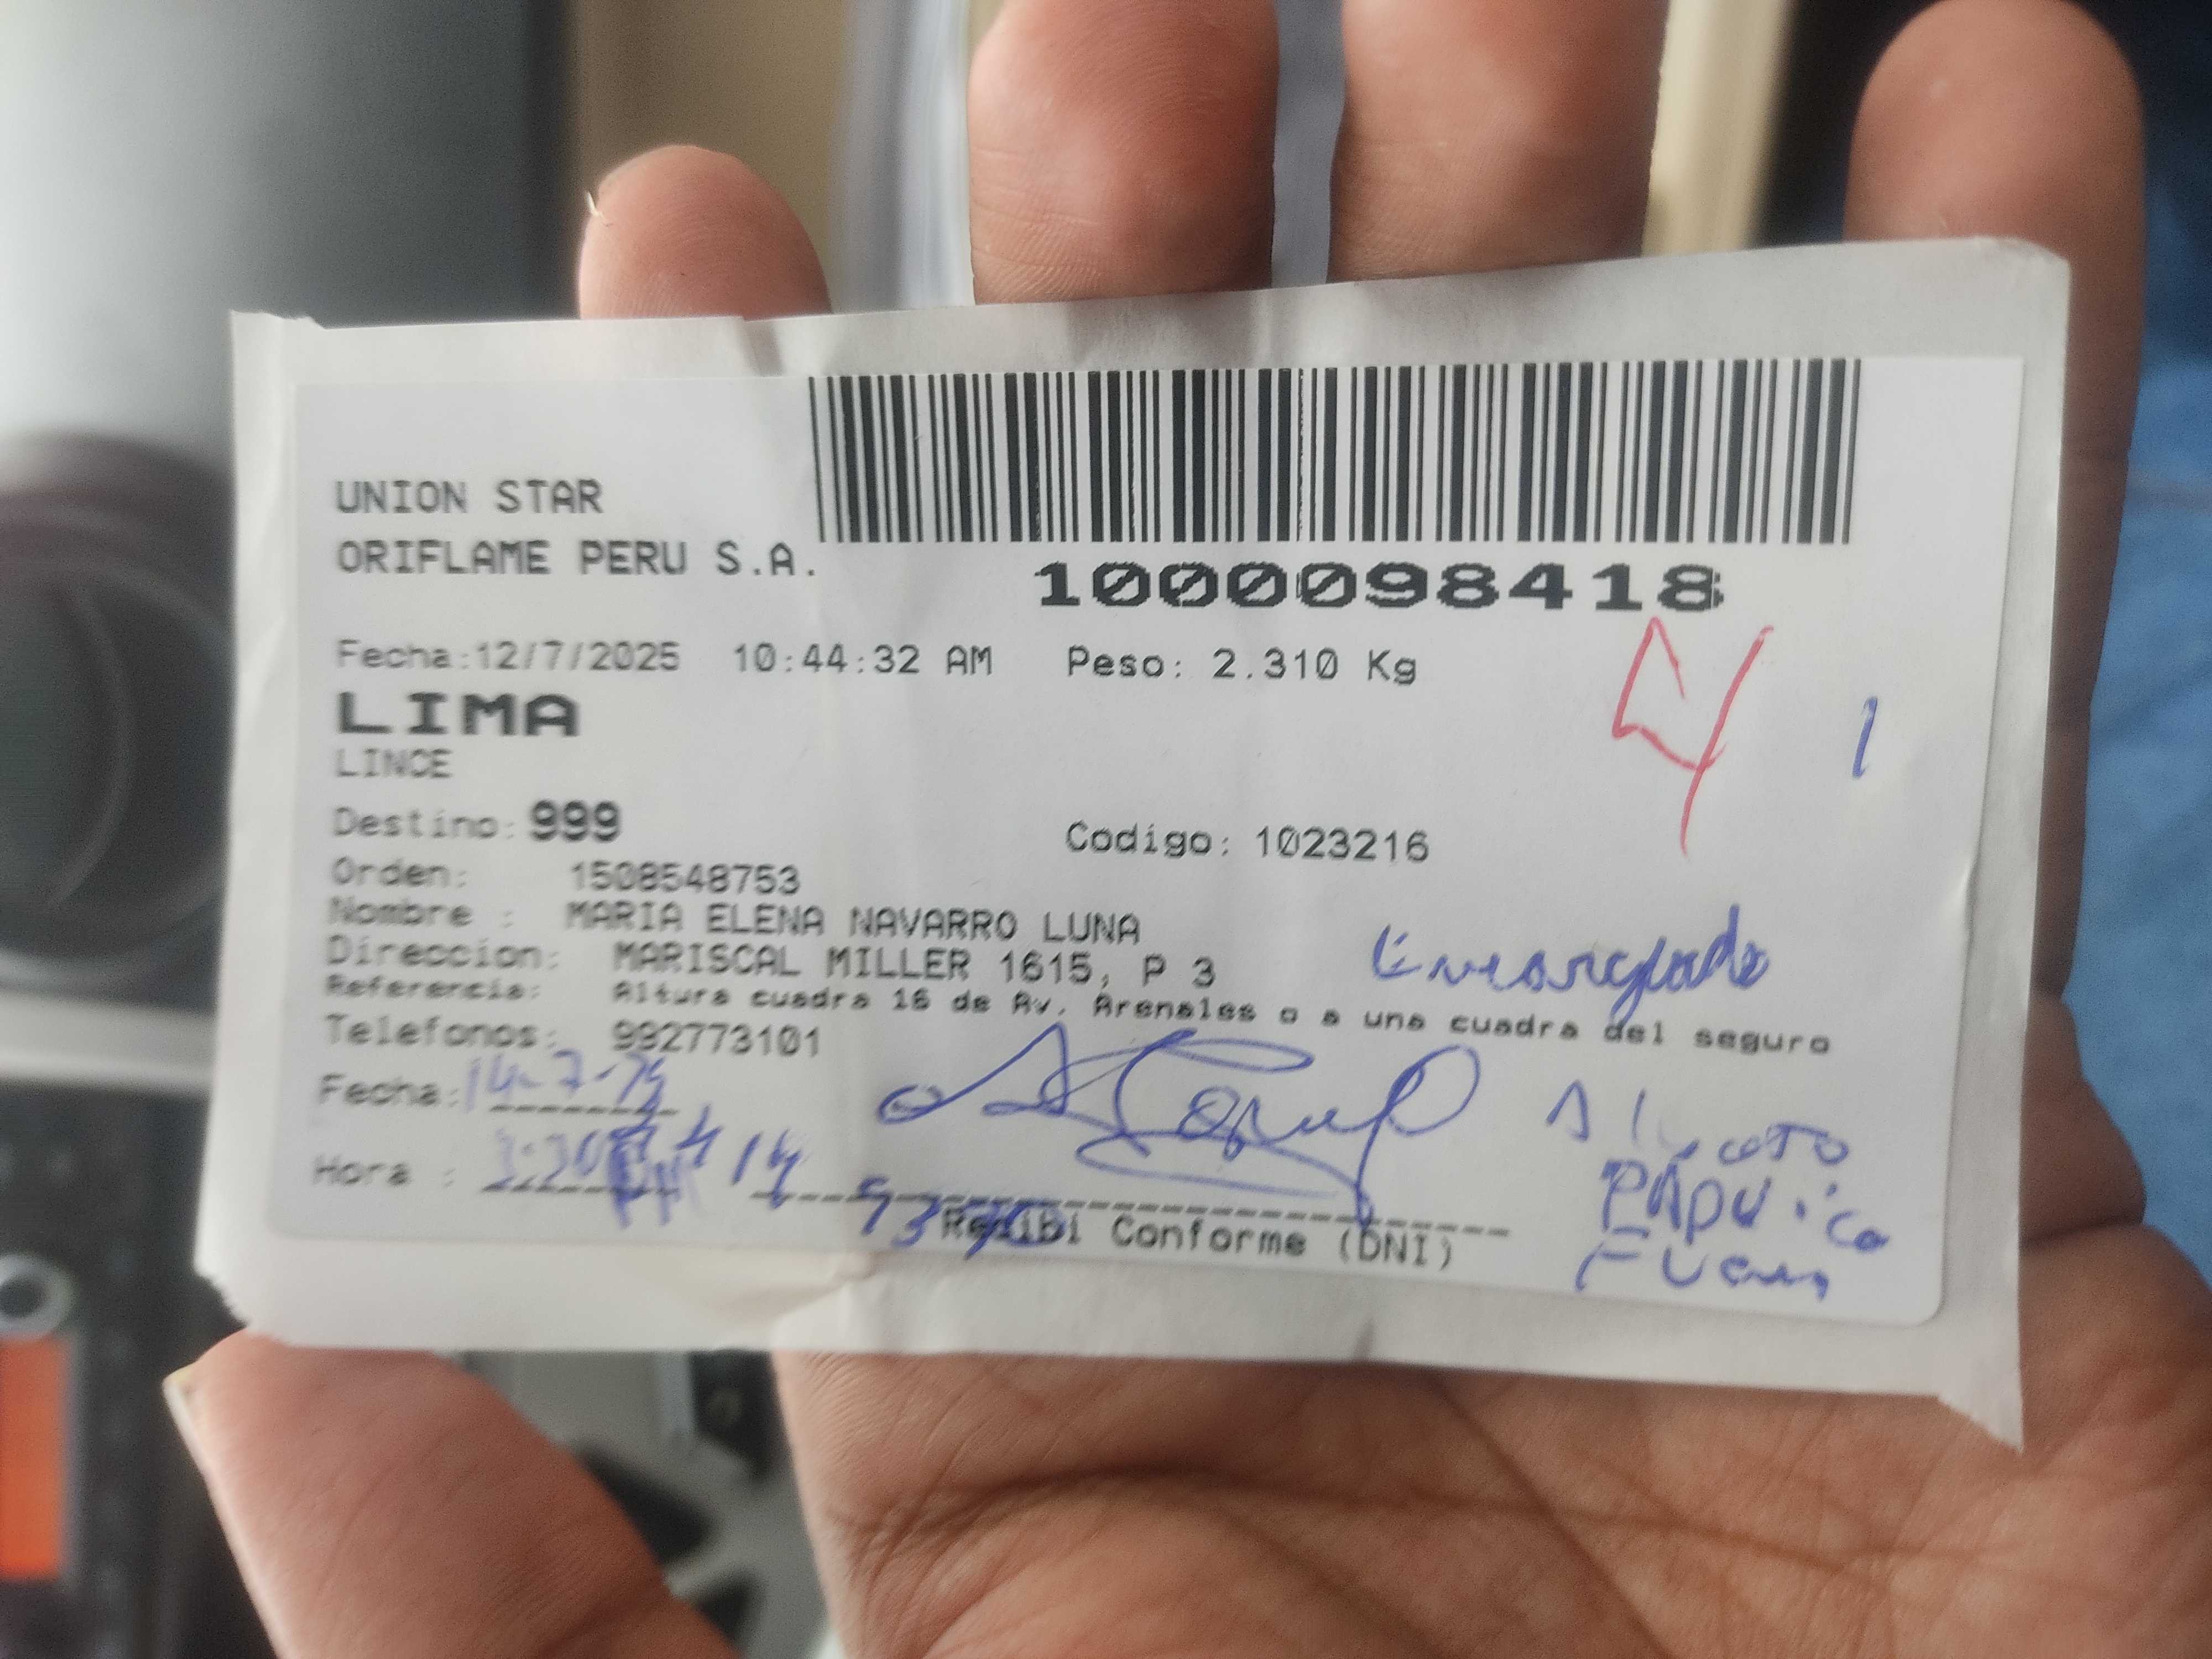 UNION STAR
ORIFLAME PERU S.A.
1000098418
Fecha:12/7/2025 10:44:32 AM Peso: 2.310 Kg
LIMA
LINCE
1
Destino: 999
Codigo: 1023216
Orden: 1508548753
Nombre : MARIA ELENA NAVARRO LUNA
Direccion: MARISCAL MILLER 1615, P 3
Encargado
Referencia: Altura cuadra 16 de Av. Arenales o a una cuadra del seguro
Telefonos: 992773101
Fecha: 14-7-25
Hora :
Recibi Conforme (DNI)